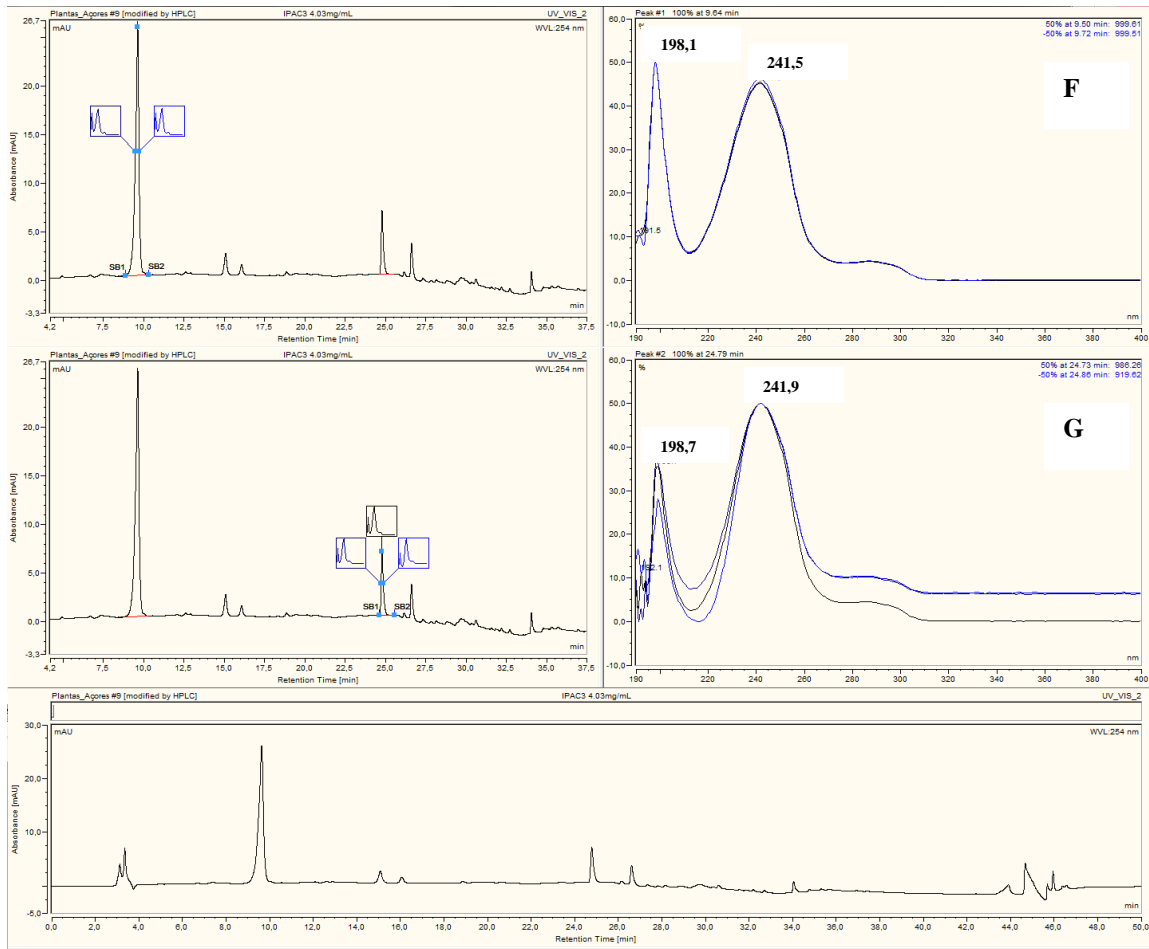 Plantas_Açores #9 [modified by HPLC] IPAC3 4.03mg/mL UV_VIS_2
26,7
mAU
WVL:254 nm
20,0
15,0
10,0
5,0
0,0
-3,3
Absorbance [mAU]
SB1 SB2
min
4,2 7,5 10,0 12,5 15,0 17,5 20,0 22,5 25,0 27,5 30,0 32,5 35,0 37,5
Retention Time [min]
Peak #1 100% at 9.64 min
50% at 9.50 min: 999.61
-50% at 9.72 min: 999.51
60,0
50,0
40,0
30,0
20,0
10,0
0,0
-10,0
198,1
241,5
F
nm
190 200 220 240 260 280 300 320 340 360 380 400
Plantas_Açores #9 [modified by HPLC] IPAC3 4.03mg/mL UV_VIS_2
26,7
mAU
WVL:254 nm
20,0
15,0
10,0
5,0
0,0
-3,3
Absorbance [mAU]
SB1 SB2
min
4,2 7,5 10,0 12,5 15,0 17,5 20,0 22,5 25,0 27,5 30,0 32,5 35,0 37,5
Retention Time [min]
Peak #2 100% at 24.79 min
50% at 24.73 min: 986.26
-50% at 24.86 min: 919.62
%
60,0
50,0
40,0
30,0
20,0
10,0
0,0
-10,0
241,9
198,7
G
nm
190 200 220 240 260 280 300 320 340 360 380 400
Plantas_Açores #9 [modified by HPLC] IPAC3 4.03mg/mL UV_VIS_2
30,0
mAU
WVL:254 nm
20,0
10,0
-5,0
Absorbance [mAU]
min
0,0 2,0 4,0 6,0 8,0 10,0 12,0 14,0 16,0 18,0 20,0 22,0 24,0 26,0 28,0 30,0 32,0 34,0 36,0 38,0 40,0 42,0 44,0 46,0 48,0 50,0
Retention Time [min]